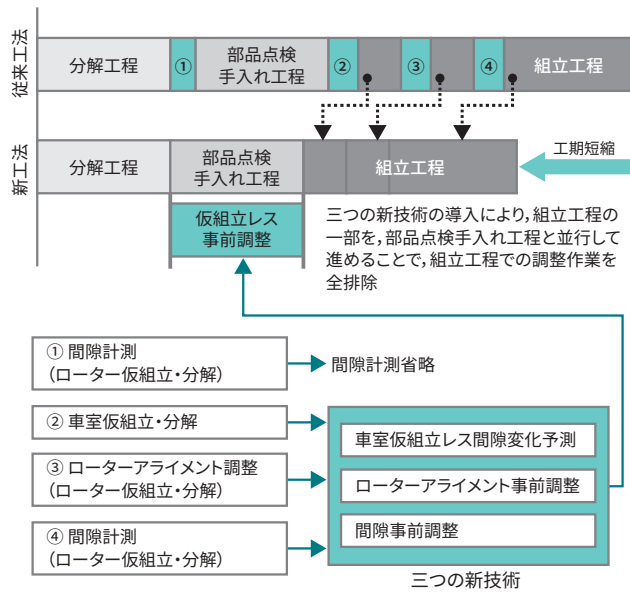 従来工法
分解工程
①
部品点検
手入れ工程
②
③
④
組立工程
新工法
分解工程
部品点検
手入れ工程
組立工程
工期短縮
仮組立レス
事前調整
三つの新技術の導入により，組立工程の
一部を，部品点検手入れ工程と並行して
進めることで，組立工程での調整作業を
全排除
① 間隙計測
（ローター仮組立・分解）
間隙計測省略
② 車室仮組立・分解
③ ローターアライメント調整
（ローター仮組立・分解）
④ 間隙計測
（ローター仮組立・分解）
車室仮組立レス間隙変化予測
ローターアライメント事前調整
間隙事前調整
三つの新技術